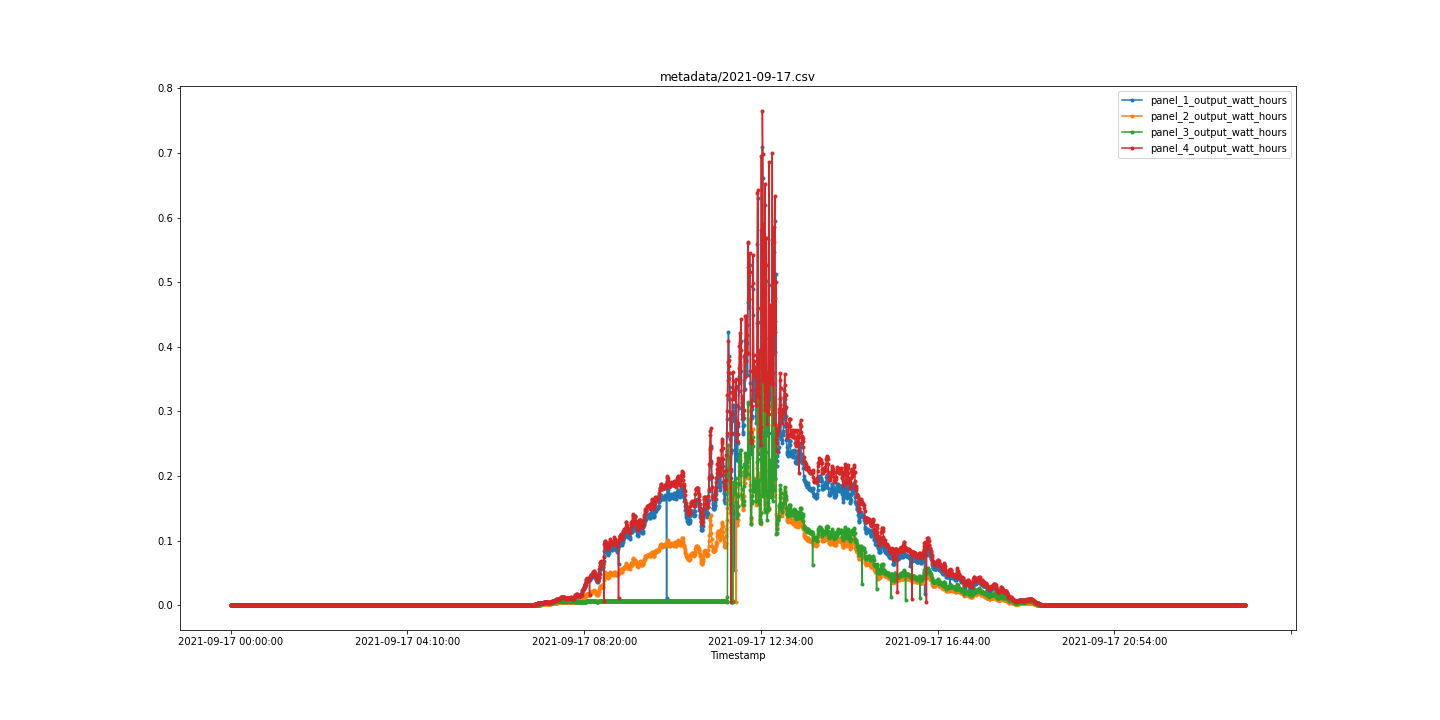 metadata/2021-09-17.csv
panel_1_output_watt_hours
panel_2_output_watt_hours
panel_3_output_watt_hours
panel_4_output_watt_hours
0.8
0.7
0.6
0.5
0.4
0.3
0.2
0.1
0.0
2021-09-17 00:00:00 2021-09-17 04:10:00 2021-09-17 08:20:00 2021-09-17 12:34:00 2021-09-17 16:44:00 2021-09-17 20:54:00
Timestamp